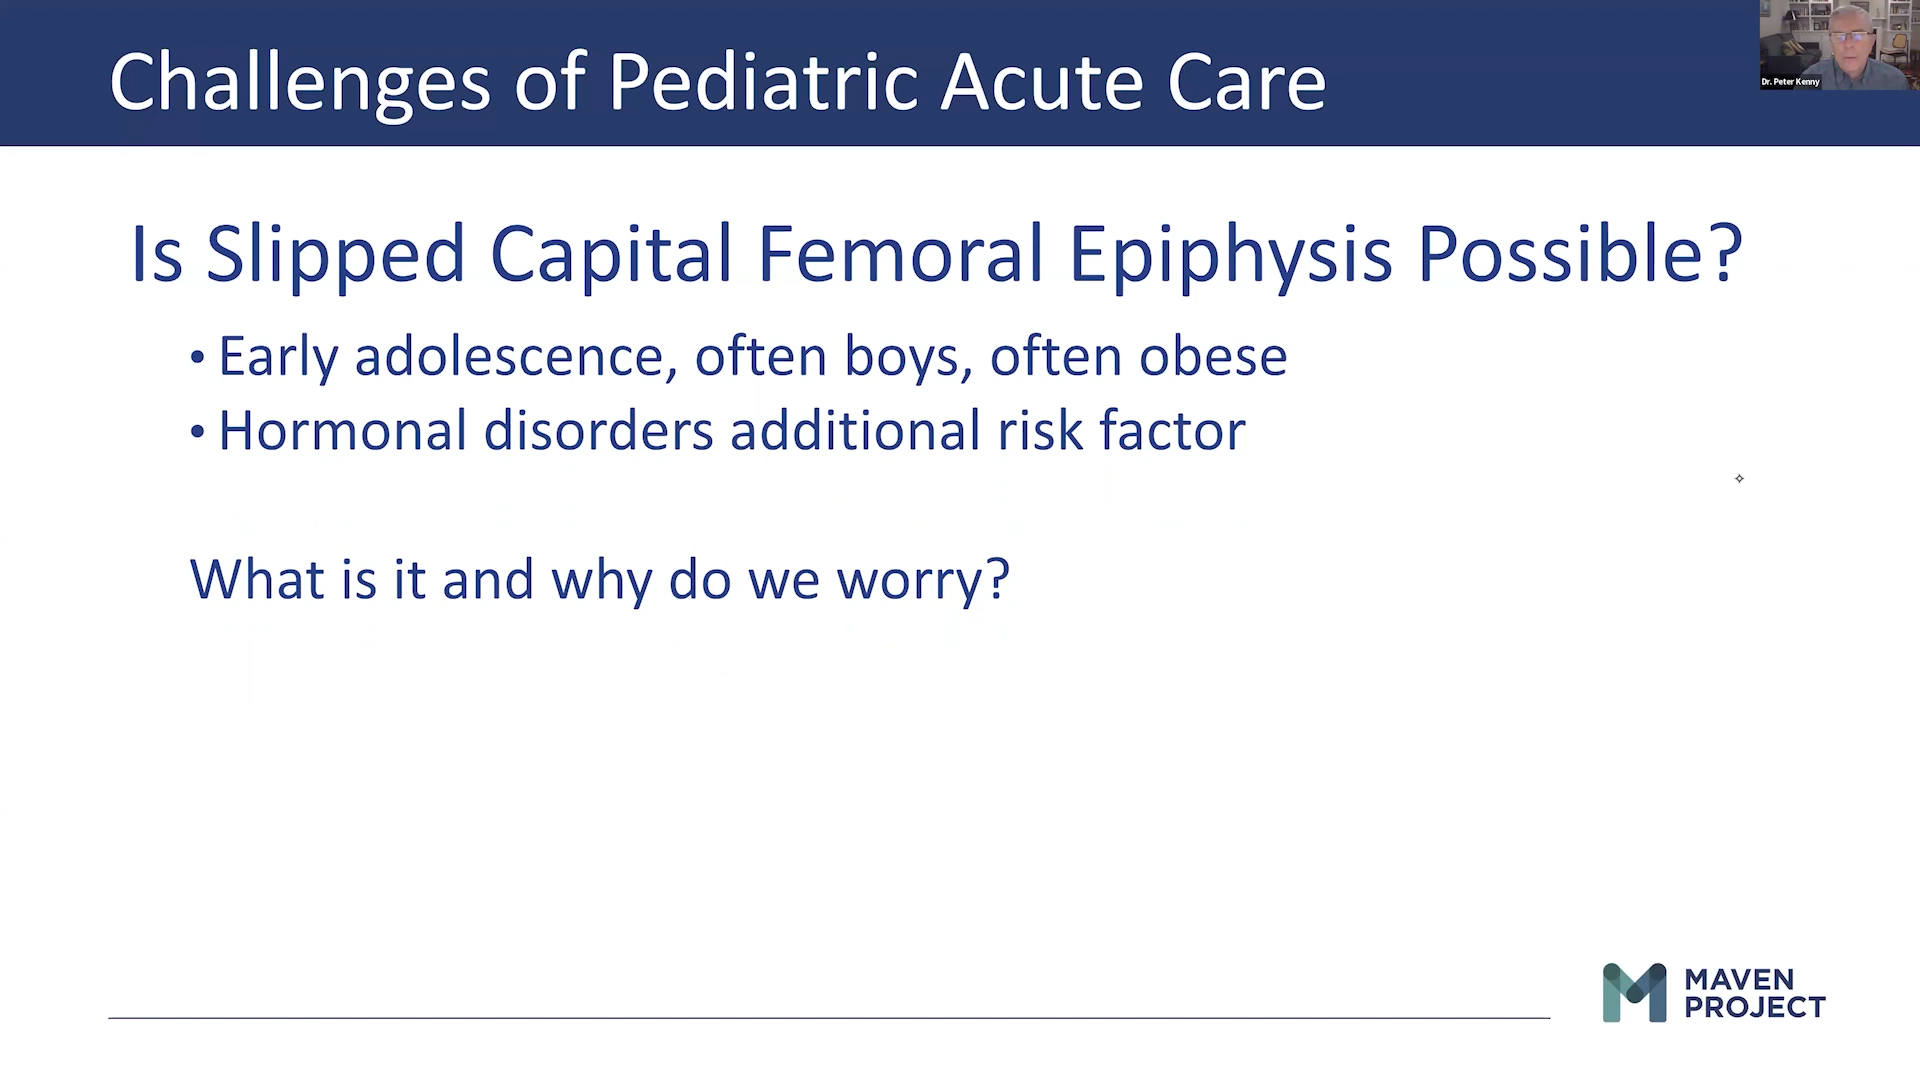 Challenges of Pediatric Acute Care
Dr. Peter Kenny
Is Slipped Capital Femoral Epiphysis Possible?
• Early adolescence, often boys, often obese
• Hormonal disorders additional risk factor
What is it and why do we worry?
MAVEN
PROJECT